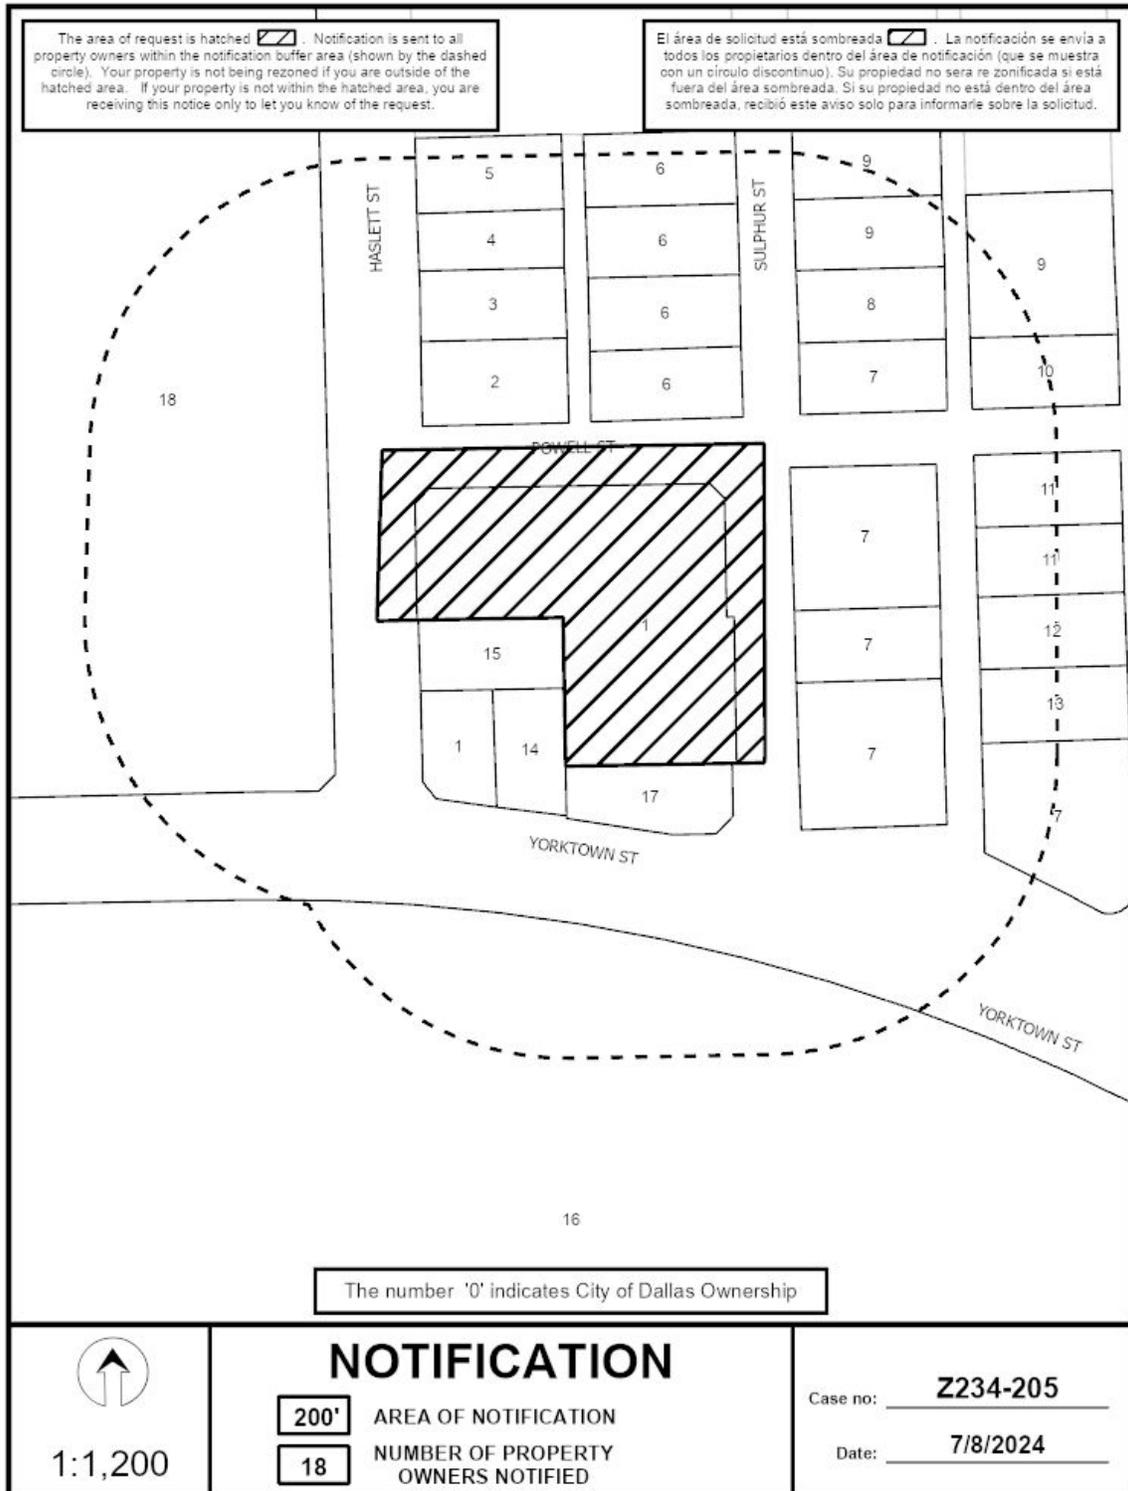 The area of request is hatched . Notification is sent to all
property owners within the notification buffer area (shown by the dashed
circle). Your property is not being rezoned if you are outside of the
hatched area. If your property is not within the hatched area, you are
receiving this notice only to let you know of the request.
El área de solicitud está sombreada . La notificación se envía a
todos los propietarios dentro del área de notificación (que se muestra
con un círculo discontinuo). Su propiedad no sera re zonificada si está
fuera del área sombreada. Si su propiedad no está dentro del área
sombreada, recibió este aviso solo para informarle sobre la solicitud.
HASLETT ST
SULPHUR ST
5
6
9
4
6
9
9
3
6
8
2
6
7
10
18
POWELL ST
11
7
11
1
12
15
7
13
1
14
7
17
7
YORKTOWN ST
YORKTOWN ST
16
The number '0' indicates City of Dallas Ownership
1:1,200
NOTIFICATION
200' AREA OF NOTIFICATION
18 NUMBER OF PROPERTY
OWNERS NOTIFIED
Case no: Z234-205
Date: 7/8/2024